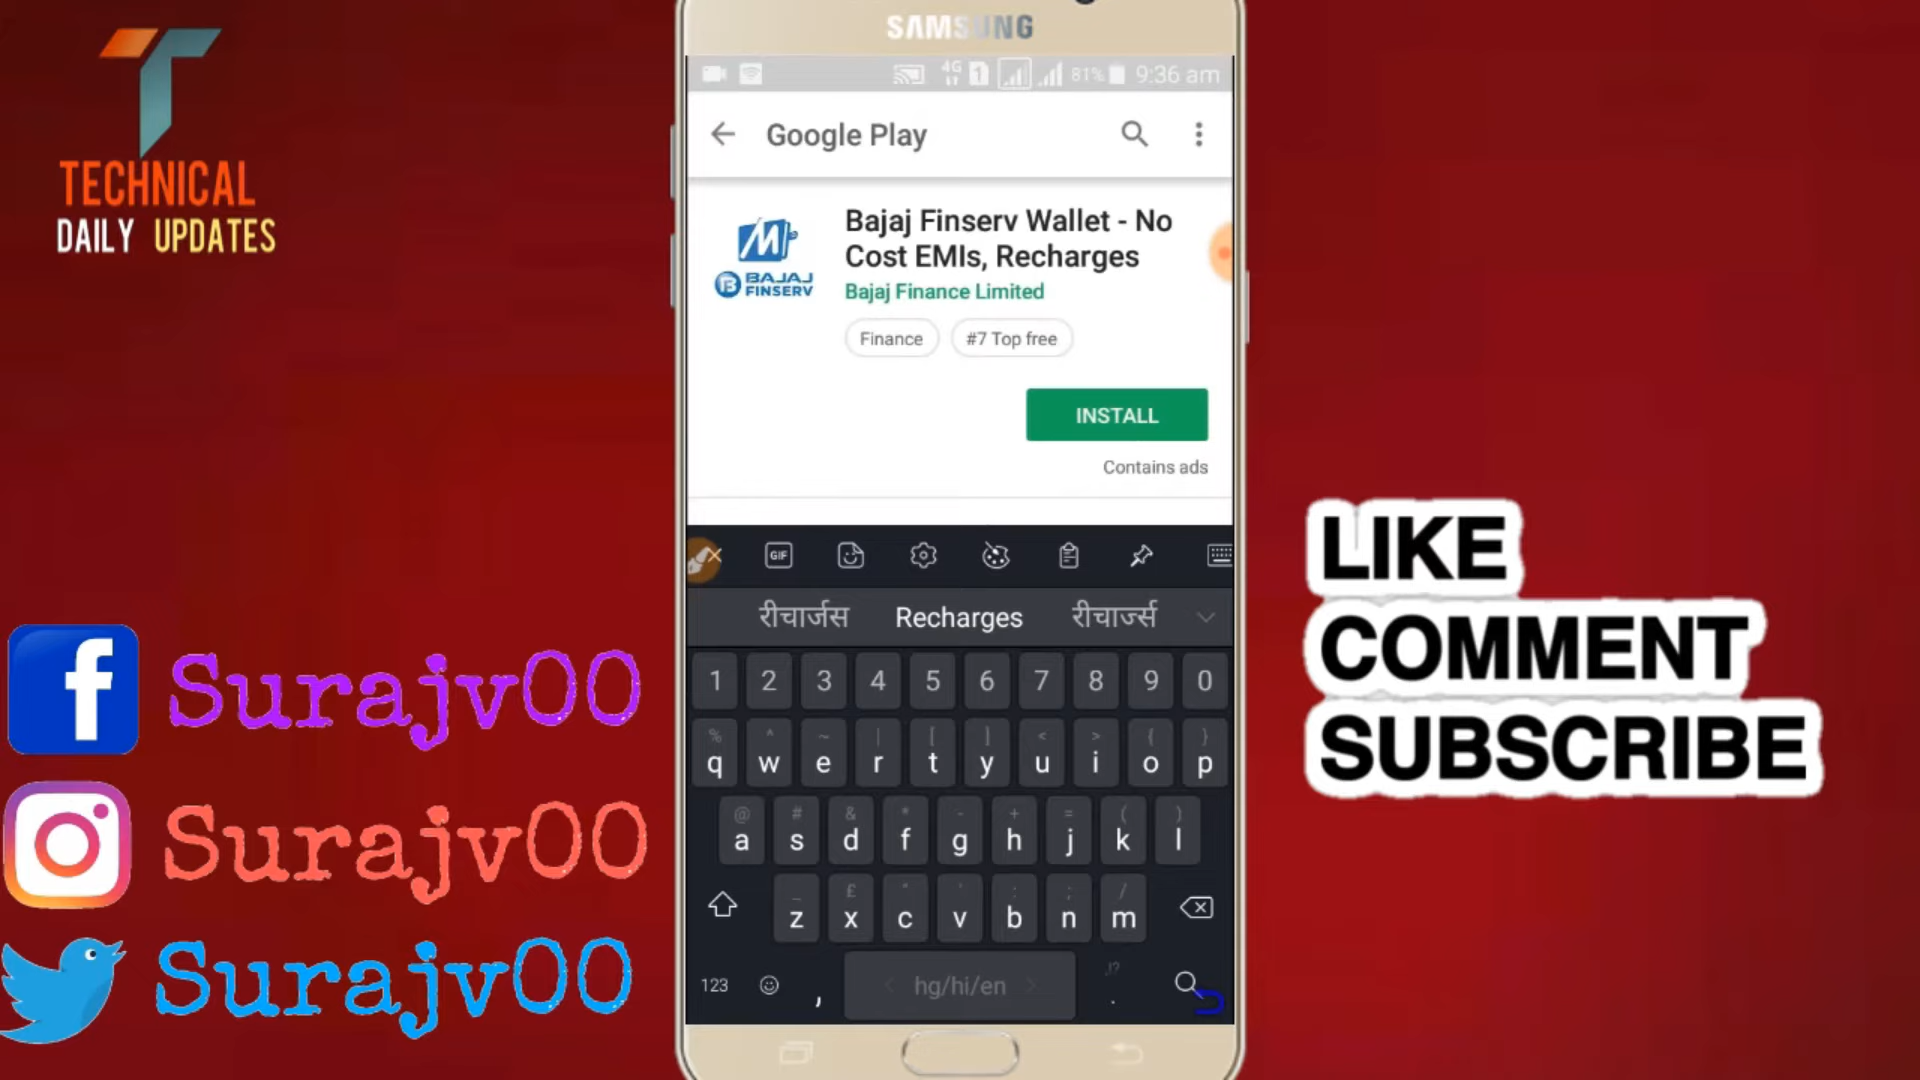 TECHNICAL
DAILY UPDATES
SAMSUNG
4G 1 81% 9:36 am
Google Play
Bajaj Finserv Wallet - No
Cost EMIs, Recharges
Bajaj Finance Limited
BAJAJ
FINSERV
Finance #7 Top free
INSTALL
Contains ads
GIF
रीचार्जस Recharges रीचार्ज्स
1 2 3 4 5 6 7 8 9 0
% ^ ~ | [ ] < > { }
q w e r t y u i o p
@ # & * - + = ( )
a s d f g h j k l
_ £ " ' : ; /
z x c v b n m
123 , hg/hi/en .
,!?
f Surajv00
Surajv00
Surajv00
LIKE
COMMENT
SUBSCRIBE